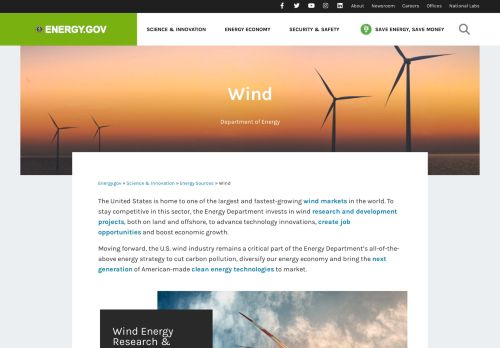 About Newsroom Careers Offices National Labs
ENERGY.GOV SCIENCE & INNOVATION ENERGY ECONOMY SECURITY & SAFETY SAVE ENERGY, SAVE MONEY
Wind
Department of Energy
Energy.gov » Science & Innovation » Energy Sources » Wind
The United States is home to one of the largest and fastest-growing wind markets in the world. To
stay competitive in this sector, the Energy Department invests in wind research and development
projects, both on land and offshore, to advance technology innovations, create job
opportunities and boost economic growth.
Moving forward, the U.S. wind industry remains a critical part of the Energy Department's all-of-the-
above energy strategy to cut carbon pollution, diversify our energy economy and bring the next
generation of American-made clean energy technologies to market.
Wind Energy
Research &